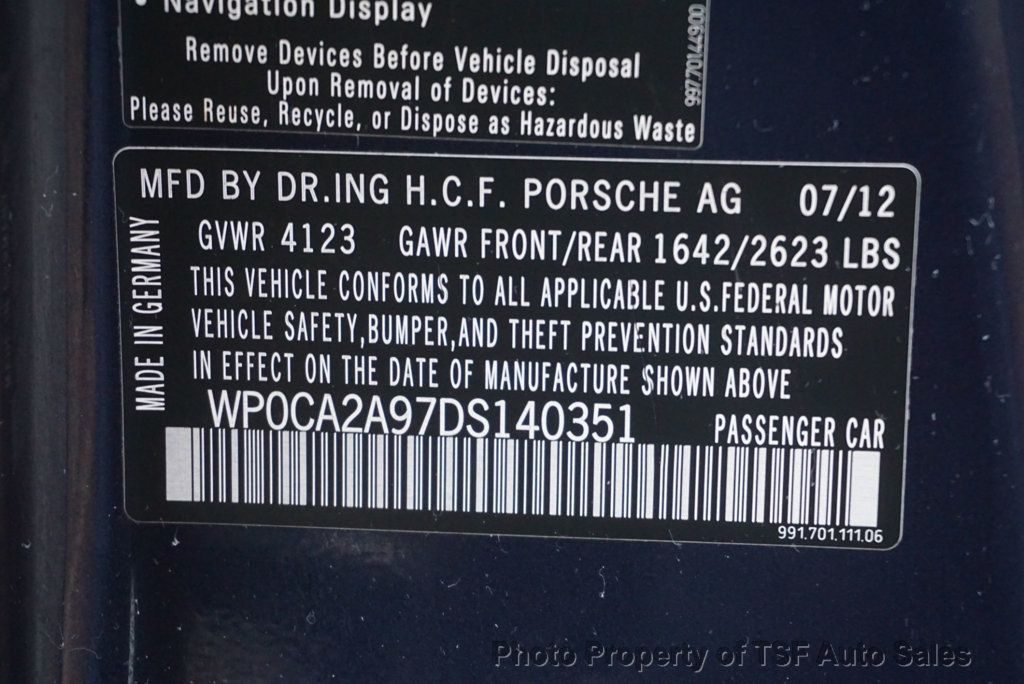 • Navigation Display
Remove Devices Before Vehicle Disposal
Upon Removal of Devices:
Please Reuse, Recycle, or Dispose as Hazardous Waste
MFD BY DR.ING H.C.F. PORSCHE AG 07/12
GVWR 4123 GAWR FRONT/REAR 1642/2623 LBS
THIS VEHICLE CONFORMS TO ALL APPLICABLE U.S.FEDERAL MOTOR
VEHICLE SAFETY,BUMPER,AND THEFT PREVENTION STANDARDS
IN EFFECT ON THE DATE OF MANUFACTURE SHOWN ABOVE
MADE IN GERMANY
WP0CA2A97DS140351 PASSENGER CAR
991.701.111.06
Photo Property of TSF Auto Sales